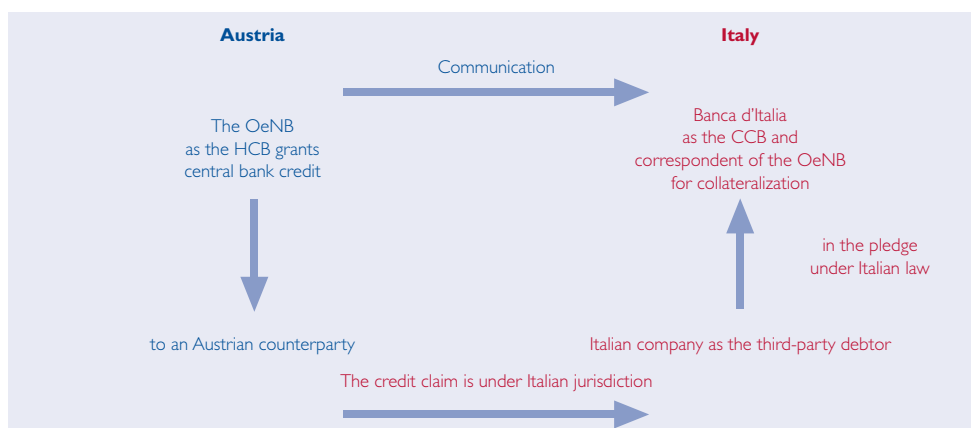 Austria
Italy
Communication
The OeNB
as the HCB grants
central bank credit
Banca d'Italia
as the CCB and
correspondent of the OeNB
for collateralization
in the pledge
under Italian law
to an Austrian counterparty
Italian company as the third-party debtor
The credit claim is under Italian jurisdiction